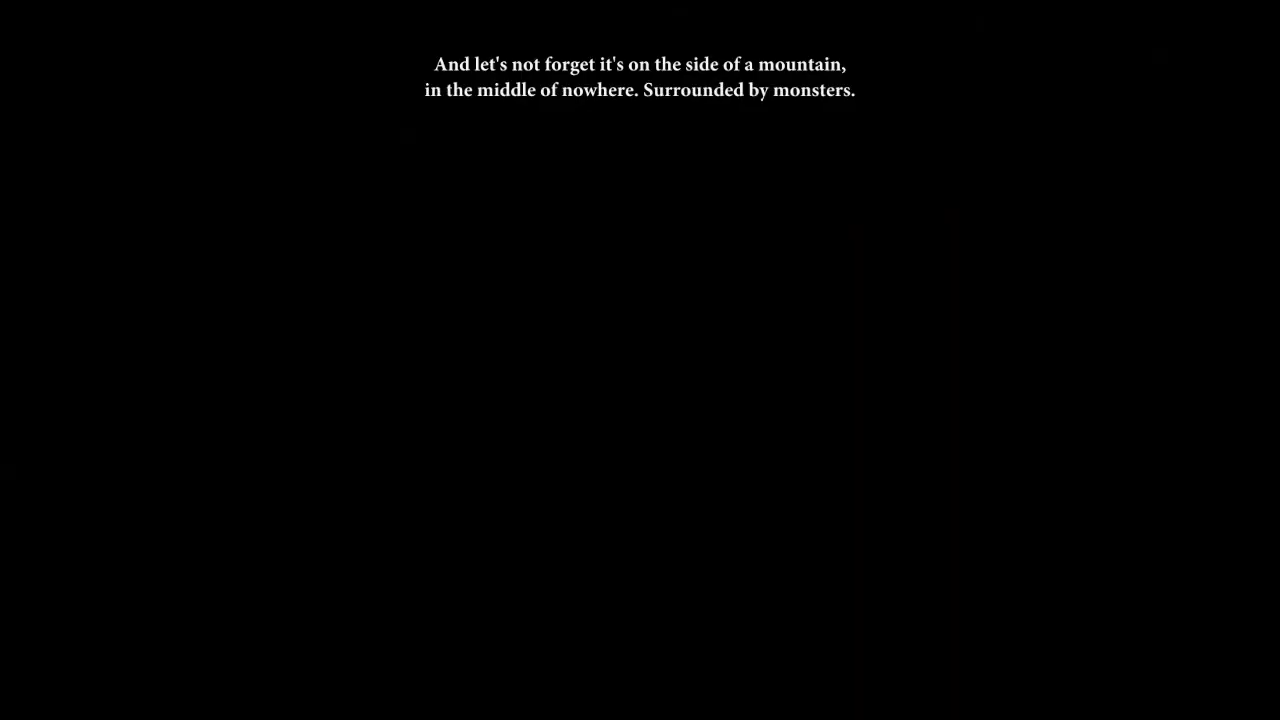 And let's not forget it's on the side of a mountain,
in the middle of nowhere. Surrounded by monsters.